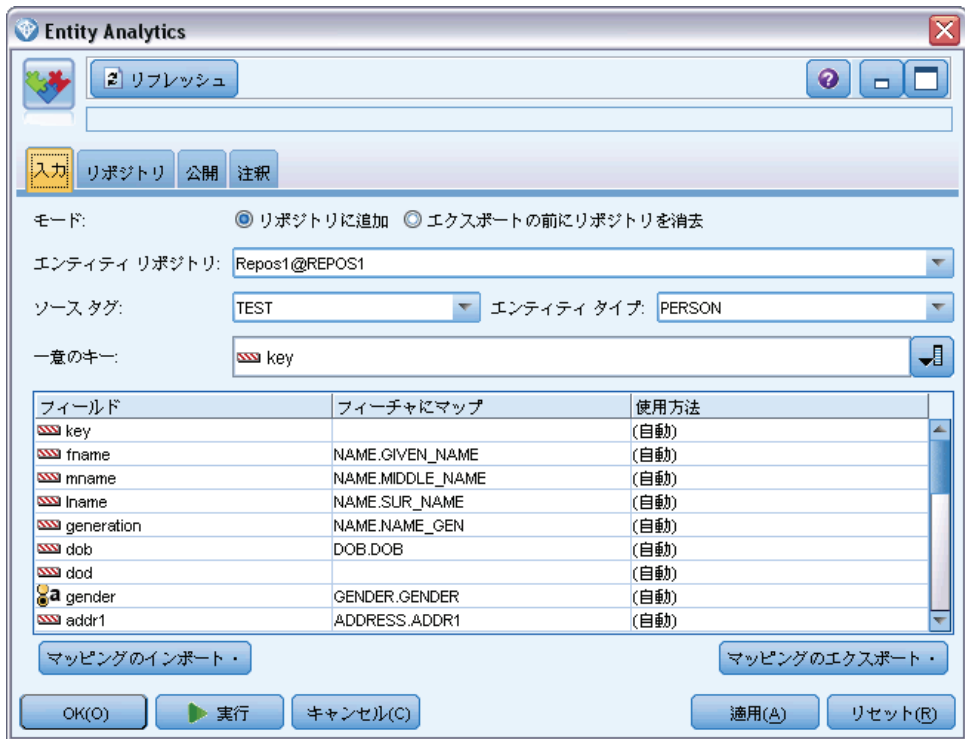 Entity Analytics
リフレッシュ
入力 リポジトリ 公開 注釈
モード: リポジトリに追加 エクスポートの前にリポジトリを消去
エンティティ リポジトリ: Repos1@REPOS1
ソース タグ: TEST エンティティ タイプ: PERSON
一意のキー: key
フィールド フィーチャにマップ 使用方法
key (自動)
fname NAME.GIVEN_NAME (自動)
mname NAME.MIDDLE_NAME (自動)
lname NAME.SUR_NAME (自動)
generation NAME.NAME_GEN (自動)
dob DOB.DOB (自動)
dod (自動)
gender GENDER.GENDER (自動)
addr1 ADDRESS.ADDR1 (自動)
マッピングのインポート・ マッピングのエクスポート・
OK(O) 実行 キャンセル(C) 適用(A) リセット(R)